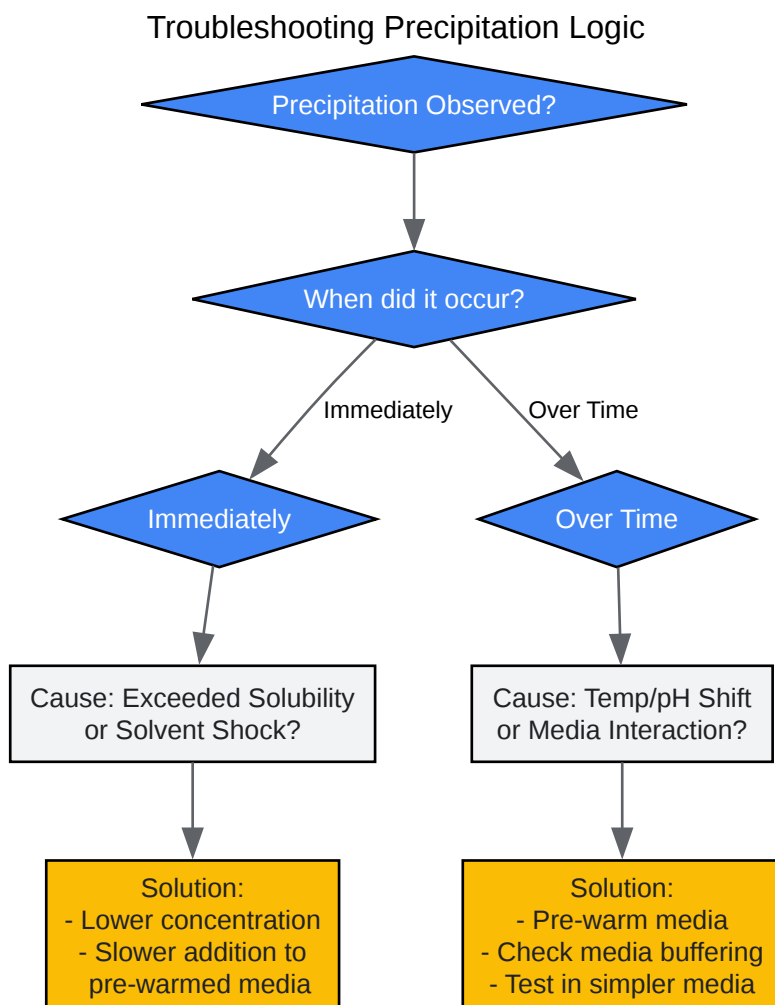 Troubleshooting Precipitation Logic
Precipitation Observed?
When did it occur?
Immediately
Over Time
Immediately
Over Time
Cause: Exceeded Solubility
or Solvent Shock?
Cause: Temp/pH Shift
or Media Interaction?
Solution:
- Lower concentration
- Slower addition to
pre-warmed media
Solution:
- Pre-warm media
- Check media buffering
- Test in simpler media